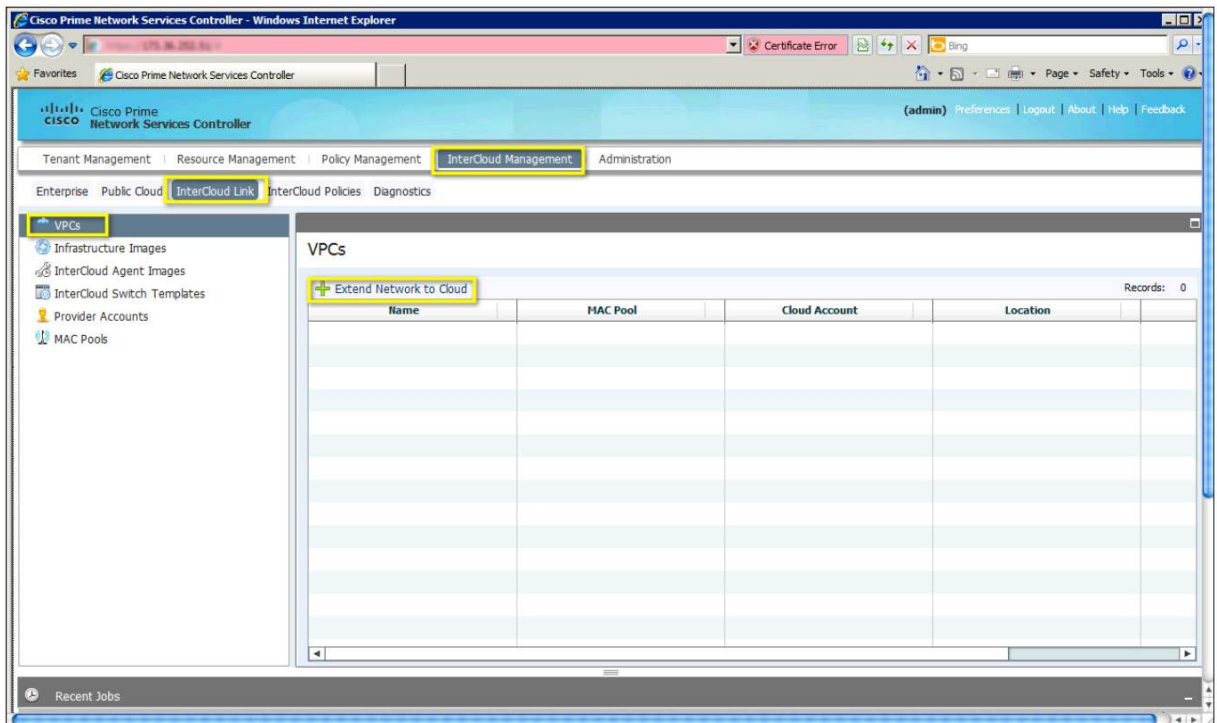 Cisco Prime Network Services Controller - Windows Internet Explorer
Certificate Error
Bing
Favorites Cisco Prime Network Services Controller Page Safety Tools
CISCO Cisco Prime Network Services Controller
(admin) Preferences | Logout | About | Help | Feedback
Tenant Management | Resource Management | Policy Management InterCloud Management Administration
Enterprise Public Cloud InterCloud Link InterCloud Policies Diagnostics
VPCs
Infrastructure Images
InterCloud Agent Images
InterCloud Switch Templates
Provider Accounts
MAC Pools
VPCs
Extend Network to Cloud Records: 0
Name MAC Pool Cloud Account Location
Recent Jobs